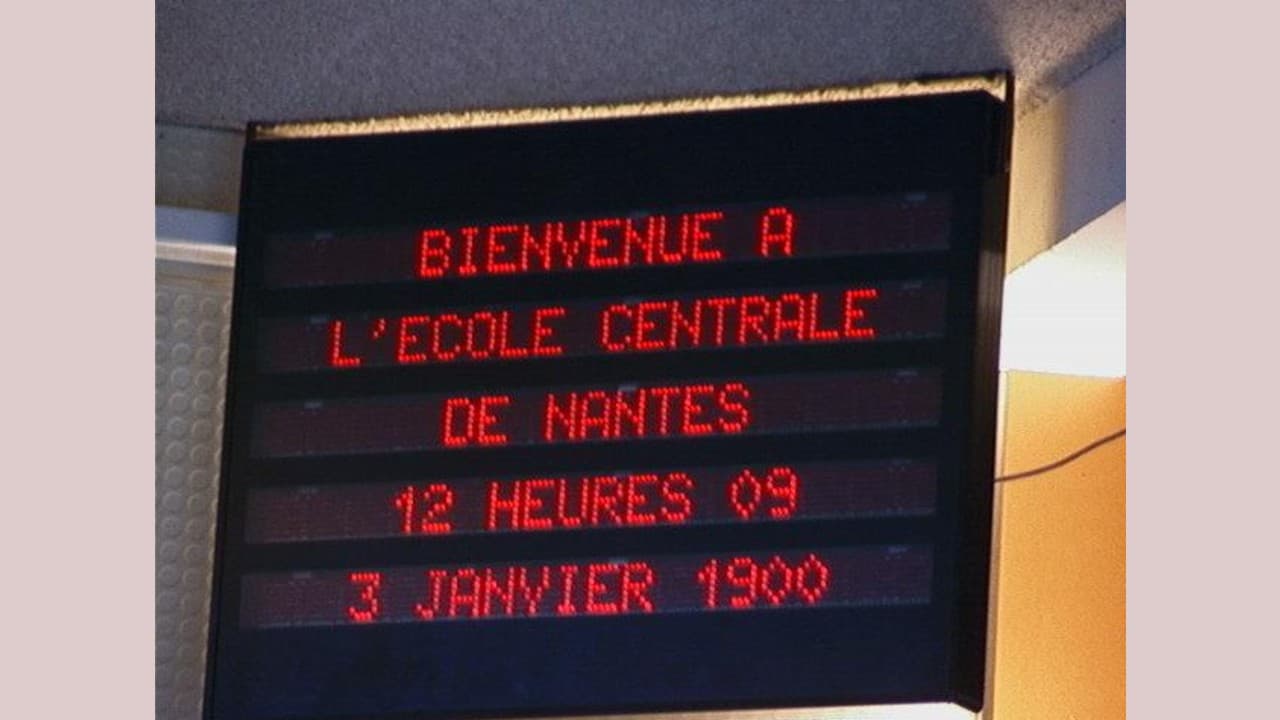 BIENVENUE A
L'ECOLE CENTRALE
DE NANTES
12 HEURES 09
3 JANVIER 1900